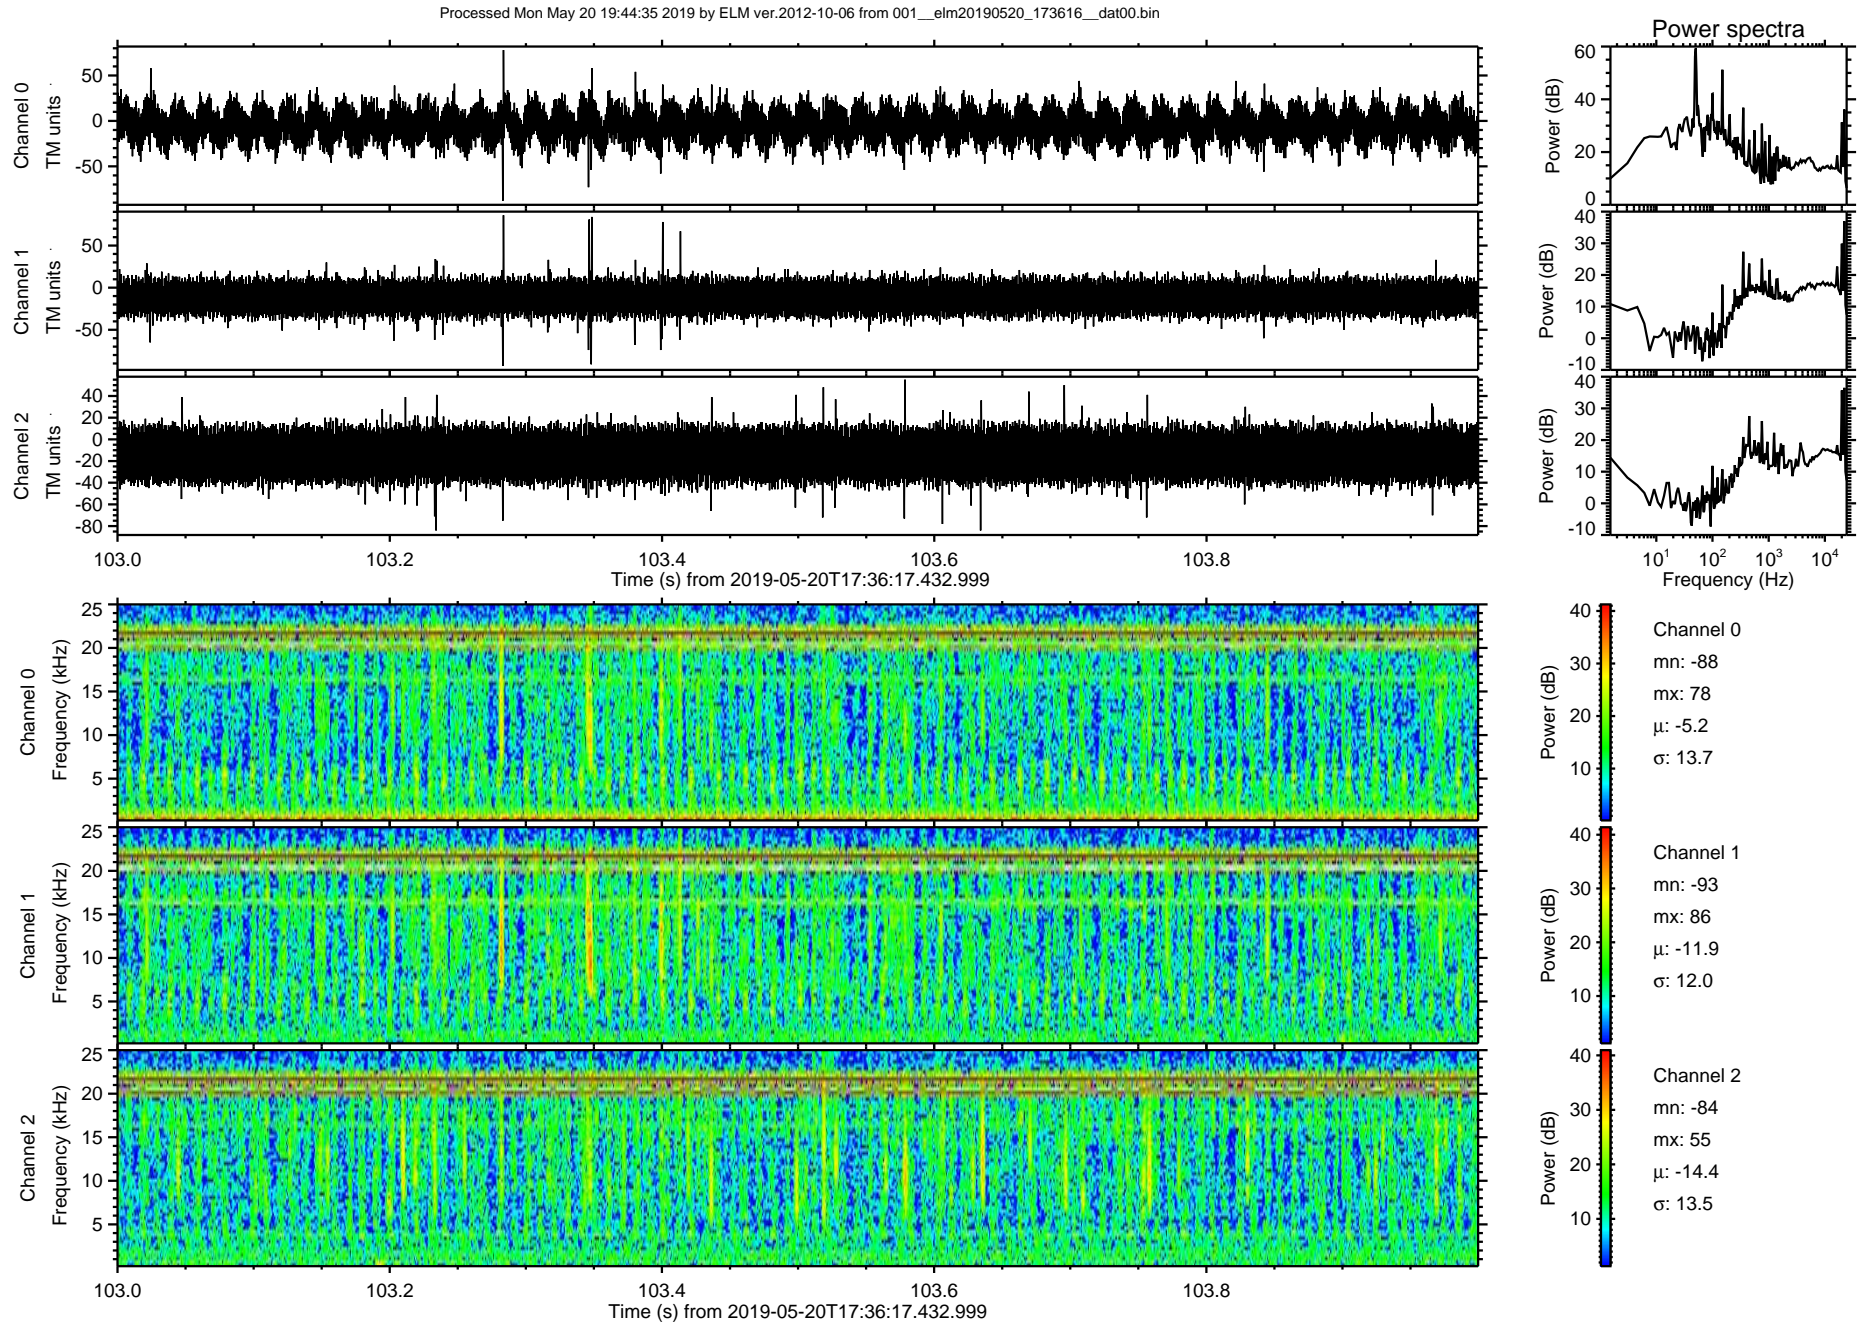 Processed Mon May 20 19:44:35 2019 by ELM ver.2012-10-06 from 001__elm20190520_173616__dat00.bin
Power spectra
Channel 0
TM units
50
0
-50
Power (dB)
60
40
20
0
Channel 1
TM units
50
0
-50
Power (dB)
40
30
20
10
0
-10
Channel 2
TM units
40
20
0
-20
-40
-60
-80
Power (dB)
40
30
20
10
0
-10
103.0 103.2 103.4 103.6 103.8
Time (s) from 2019-05-20T17:36:17.432.999
10^1 10^2 10^3 10^4
Frequency (Hz)
Channel 0
Frequency (kHz)
25
20
15
10
5
Power (dB)
40
30
20
10
Channel 0
mn: -88
mx: 78
μ: -5.2
σ: 13.7
Channel 1
Frequency (kHz)
25
20
15
10
5
Power (dB)
40
30
20
10
Channel 1
mn: -93
mx: 86
μ: -11.9
σ: 12.0
Channel 2
Frequency (kHz)
25
20
15
10
5
Power (dB)
40
30
20
10
Channel 2
mn: -84
mx: 55
μ: -14.4
σ: 13.5
103.0 103.2 103.4 103.6 103.8
Time (s) from 2019-05-20T17:36:17.432.999